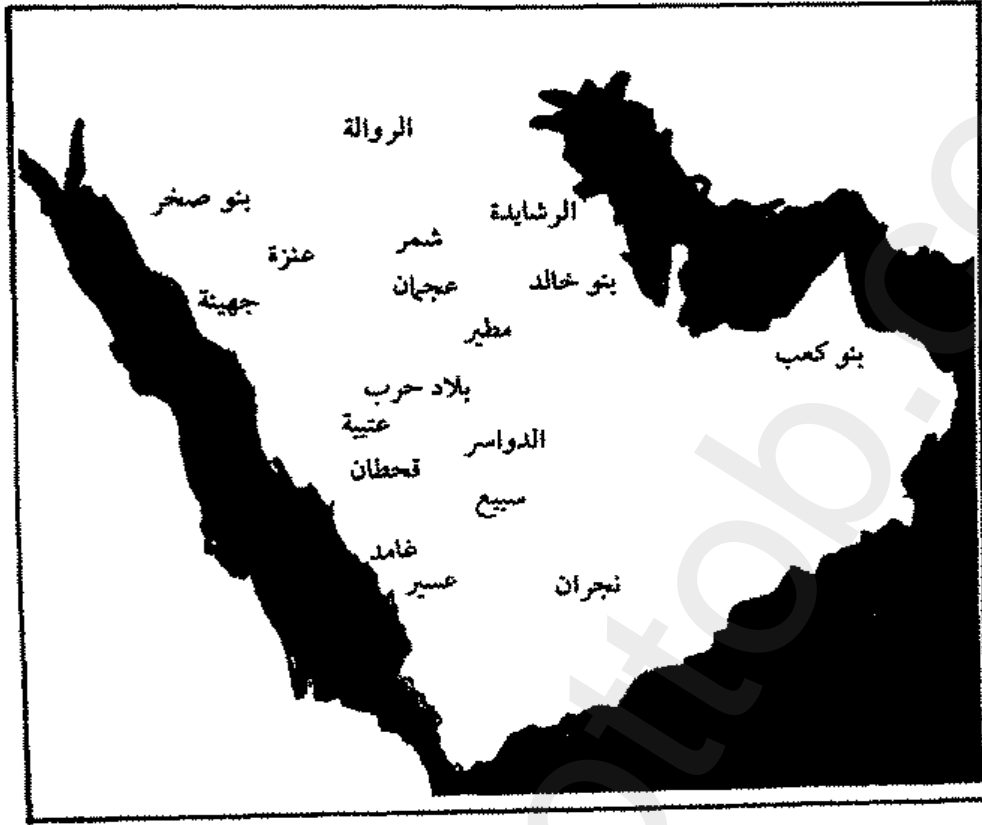 الروالة
بنو صخر
الرشايدة
شمر
عنزة
عجمان
بنو خالد
جهينة
مطير
بنو كعب
بلاد حرب
عتيبة
الدواسر
قحطان
سبيع
غامد
عسير
نجران